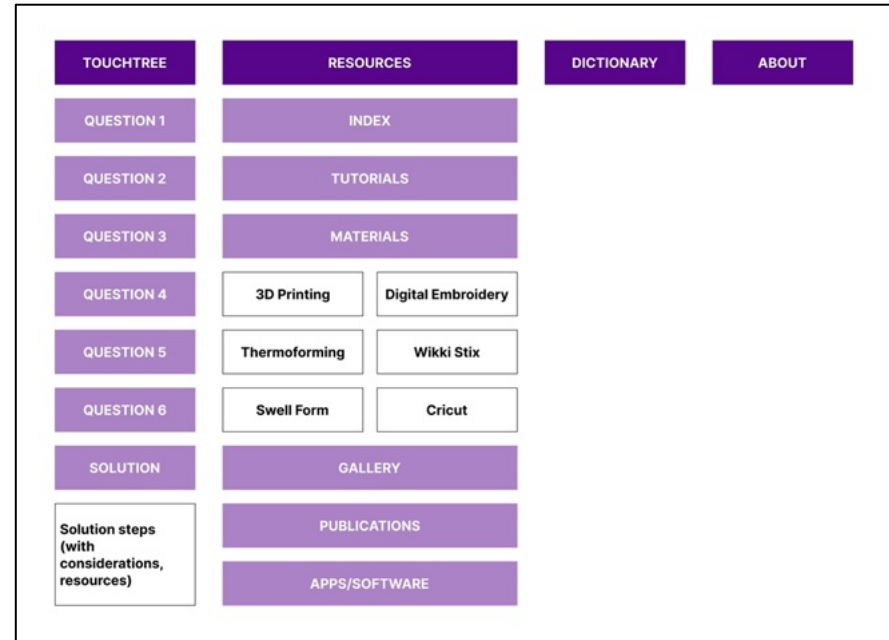 TOUCHTREE
RESOURCES
DICTIONARY
ABOUT
QUESTION 1
INDEX
QUESTION 2
TUTORIALS
QUESTION 3
MATERIALS
QUESTION 4
3D Printing
Digital Embroidery
QUESTION 5
Thermoforming
Wikki Stix
QUESTION 6
Swell Form
Cricut
SOLUTION
GALLERY
Solution steps
(with
considerations,
resources)
PUBLICATIONS
APPS/SOFTWARE